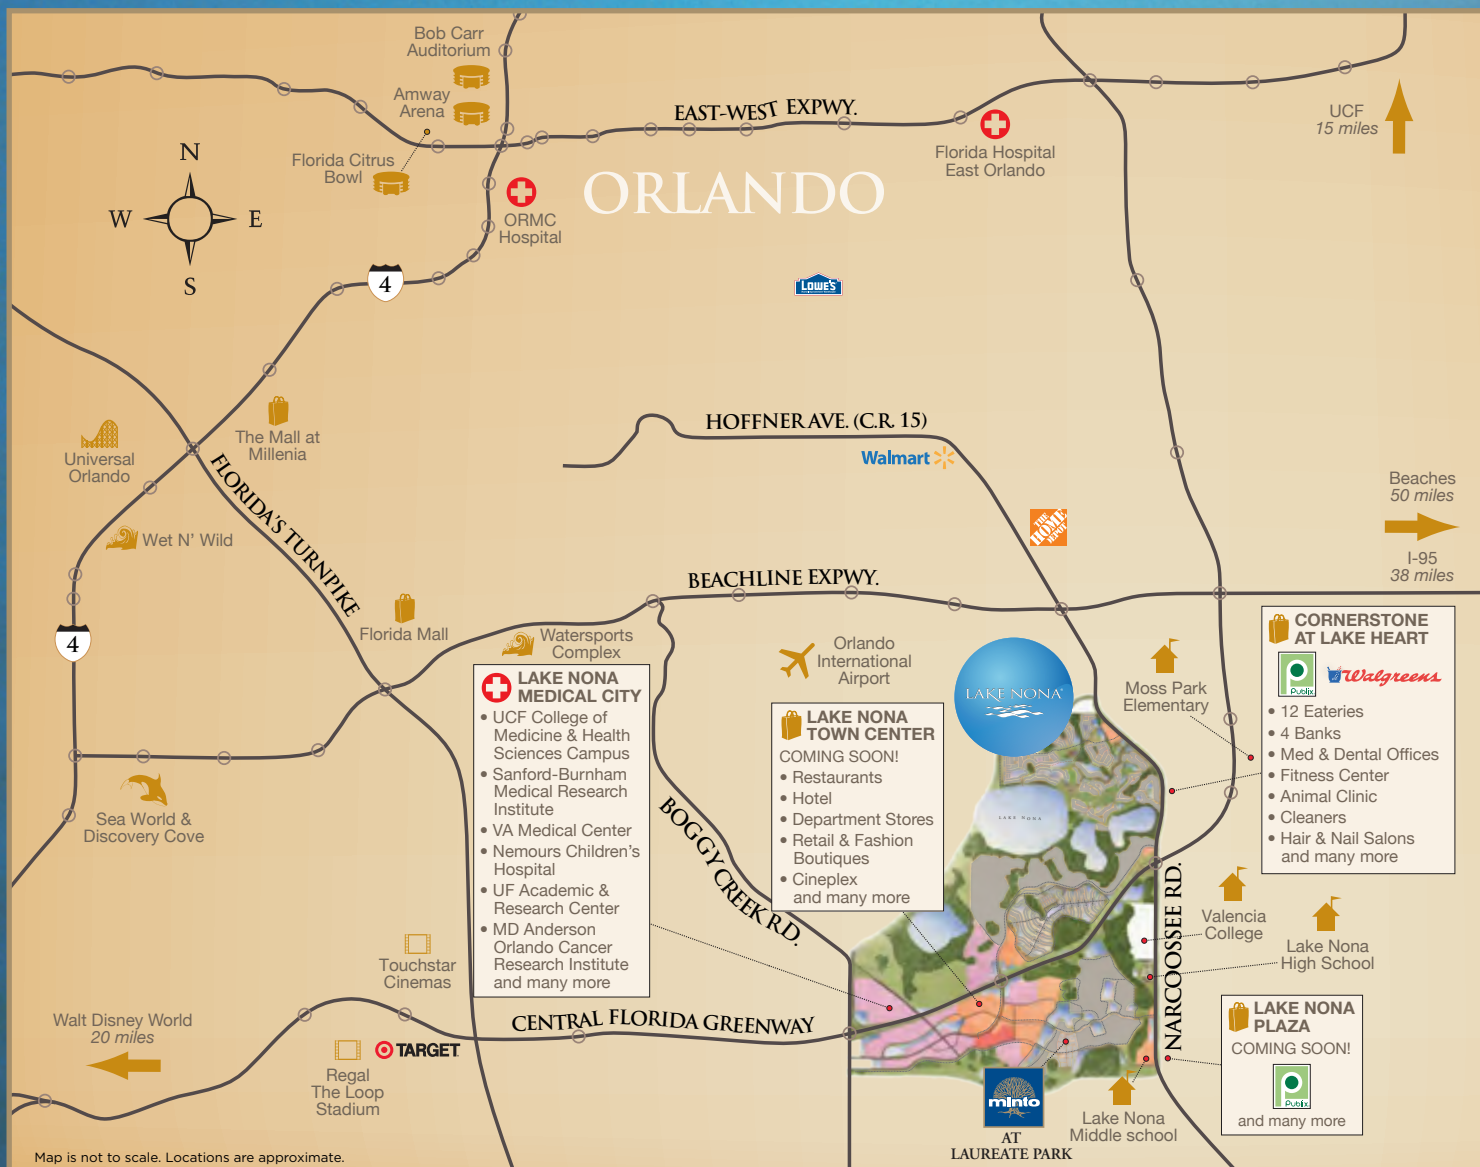 Bob Carr
Auditorium
Amway
Arena
EAST-WEST EXPWY.
UCF
15 miles
Florida Citrus
Bowl
Florida Hospital
East Orlando
N
W
E
S
ORLANDO
ORMC
Hospital
4
LOWE'S
The Mall at
Millenia
Universal
Orlando
HOFFNER AVE. (C.R. 15)
Walmart
FLORIDA'S TURNPIKE
Wet N' Wild
THE
HOME
DEPOT
Beaches
50 miles
I-95
38 miles
BEACHLINE EXPWY.
4
Florida Mall
Watersports
Complex
Orlando
International
Airport
LAKE NONA
Moss Park
Elementary
CORNERSTONE
AT LAKE HEART
Publix
Walgreens
• 12 Eateries
• 4 Banks
• Med & Dental Offices
• Fitness Center
• Animal Clinic
• Cleaners
• Hair & Nail Salons
and many more
LAKE NONA
MEDICAL CITY
• UCF College of
Medicine & Health
Sciences Campus
• Sanford-Burnham
Medical Research
Institute
• VA Medical Center
• Nemours Children's
Hospital
• UF Academic &
Research Center
• MD Anderson
Orlando Cancer
Research Institute
and many more
LAKE NONA
TOWN CENTER
COMING SOON!
• Restaurants
• Hotel
• Department Stores
• Retail & Fashion
Boutiques
• Cineplex
and many more
LAKE NONA
Sea World &
Discovery Cove
BOGGY CREEK RD.
NARCOOSSEE RD.
Valencia
College
Lake Nona
High School
Touchstar
Cinemas
Walt Disney World
20 miles
CENTRAL FLORIDA GREENWAY
TARGET
Regal
The Loop
Stadium
LAKE NONA
PLAZA
COMING SOON!
Publix
and many more
minto
AT
LAUREATE PARK
Lake Nona
Middle school
Map is not to scale. Locations are approximate.